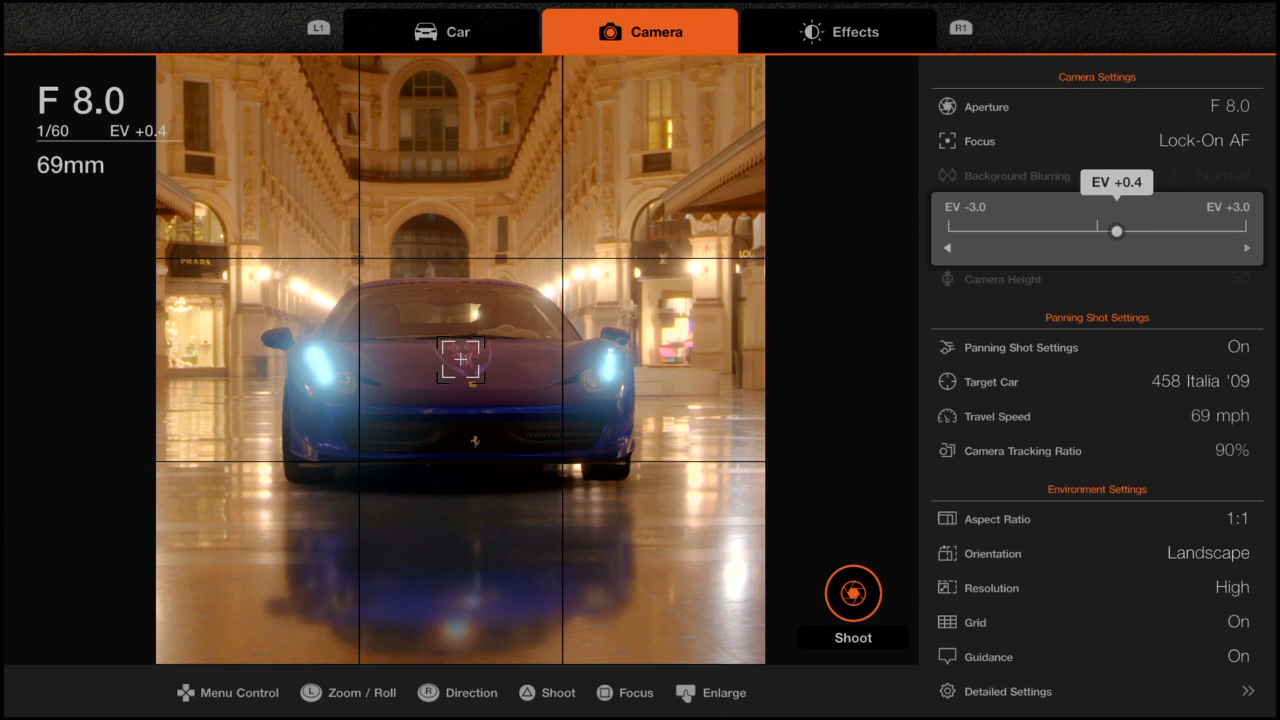 L1
Car
Camera
Effects
R1
F 8.0
1/60 EV +0.4
69mm
PRADA
Shoot
Camera Settings
Aperture F 8.0
Focus Lock-On AF
Background Blurring 2 - Normal
EV +0.4
EV -3.0 EV +3.0
Camera Height 50
Panning Shot Settings
Panning Shot Settings On
Target Car 458 Italia '09
Travel Speed 69 mph
Camera Tracking Ratio 90%
Environment Settings
Aspect Ratio 1:1
Orientation Landscape
Resolution High
Grid On
Guidance On
Detailed Settings
Menu Control L Zoom / Roll R Direction Shoot Focus Enlarge